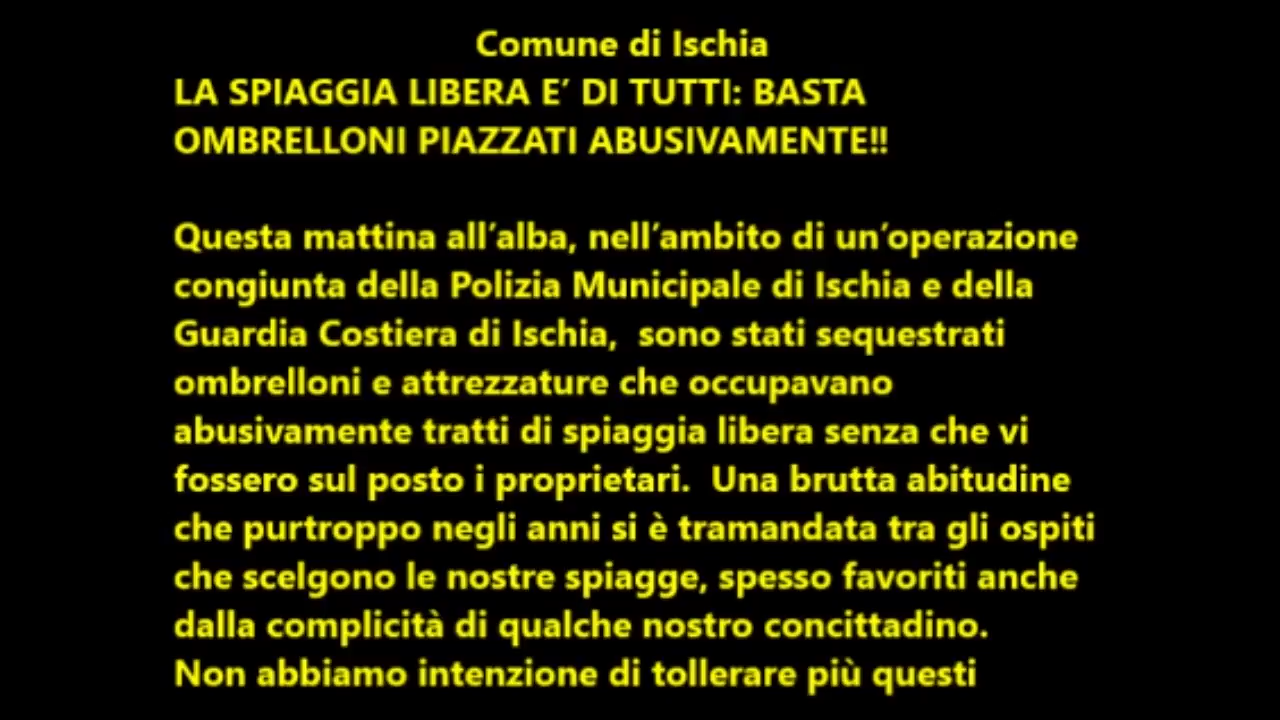 Comune di Ischia
LA SPIAGGIA LIBERA E’ DI TUTTI: BASTA
OMBRELLONI PIAZZATI ABUSIVAMENTE!!
Questa mattina all’alba, nell’ambito di un’operazione
congiunta della Polizia Municipale di Ischia e della
Guardia Costiera di Ischia,  sono stati sequestrati
ombrelloni e attrezzature che occupavano
abusivamente tratti di spiaggia libera senza che vi
fossero sul posto i proprietari.  Una brutta abitudine
che purtroppo negli anni si è tramandata tra gli ospiti
che scelgono le nostre spiagge, spesso favoriti anche
dalla complicità di qualche nostro concittadino.
Non abbiamo intenzione di tollerare più questi